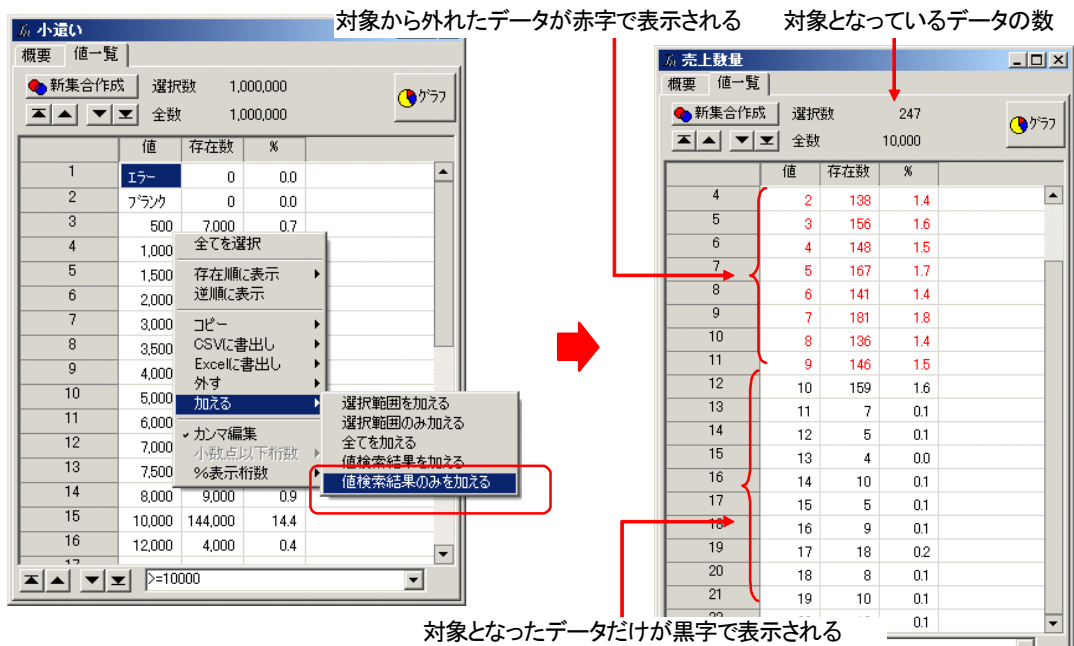 対象から外れたデータが赤字で表示される
対象となっているデータの数
小遣い
概要 値一覧
新集合作成 選択数 1,000,000
全数 1,000,000
グラフ
値 存在数 %
1 エラー 0 0.0
2 ブランク 0 0.0
3 500 7,000 0.7
4 1,000
5 1,500
6 2,000
7 3,000
8 3,500
9 4,000
10 5,000
11 6,000
12 7,000
13 7,500
14 8,000 9,000 0.9
15 10,000 144,000 14.4
16 12,000 4,000 0.4
17
>=10000
全てを選択
存在順に表示
逆順に表示
コピー
CSVに書出し
Excelに書出し
外す
加える
カンマ編集
小数点以下桁数
%表示桁数
選択範囲を加える
選択範囲のみ加える
全てを加える
値検索結果を加える
値検索結果のみを加える
売上数量
概要 値一覧
新集合作成 選択数 247
全数 10,000
グラフ
値 存在数 %
4 2 138 1.4
5 3 156 1.6
6 4 148 1.5
7 5 167 1.7
8 6 141 1.4
9 7 181 1.8
10 8 136 1.4
11 9 146 1.5
12 10 159 1.6
13 11 7 0.1
14 12 5 0.1
15 13 4 0.0
16 14 10 0.1
17 15 5 0.1
18 16 9 0.1
19 17 18 0.2
20 18 8 0.1
21 19 10 0.1
0.1
対象となったデータだけが黒字で表示される